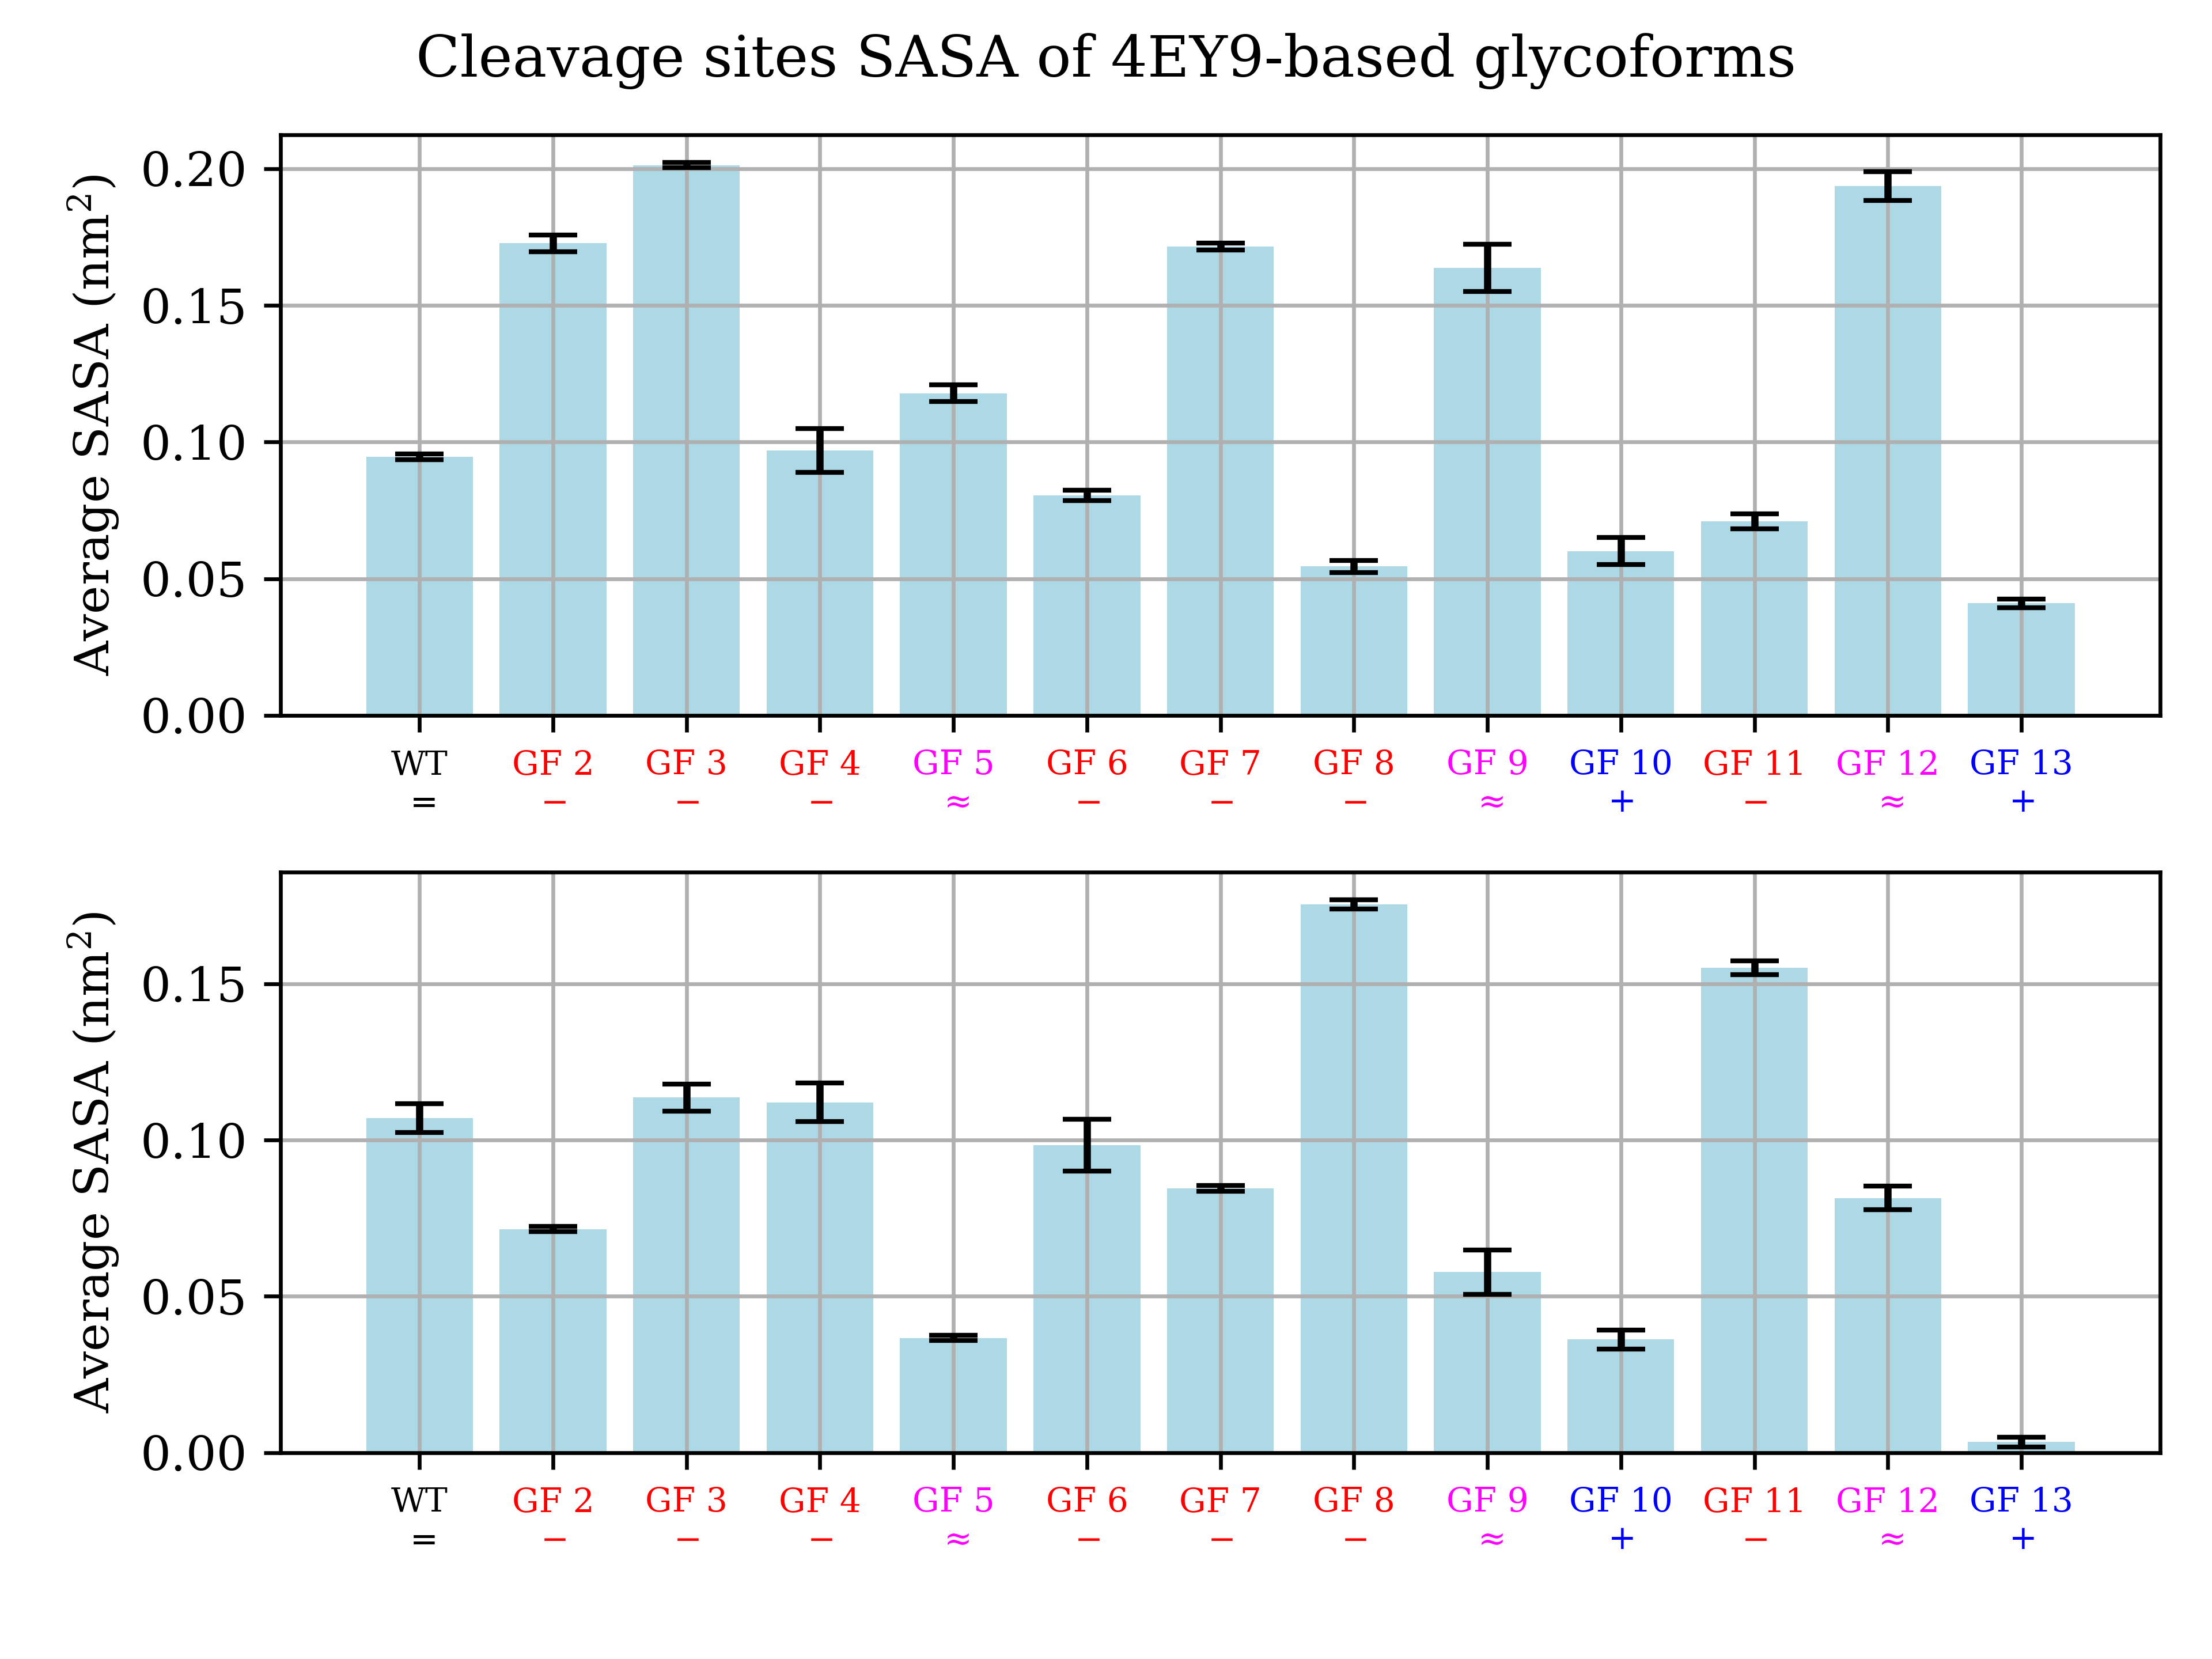 Cleavage sites SASA of 4EY9-based glycoforms
Average SASA (nm²)
0.20
0.15
0.10
0.05
0.00
WT GF 2 GF 3 GF 4 GF 5 GF 6 GF 7 GF 8 GF 9 GF 10 GF 11 GF 12 GF 13
= − − − ≈ − − − ≈ + − ≈ +
Average SASA (nm²)
0.15
0.10
0.05
0.00
WT GF 2 GF 3 GF 4 GF 5 GF 6 GF 7 GF 8 GF 9 GF 10 GF 11 GF 12 GF 13
= − − − ≈ − − − ≈ + − ≈ +